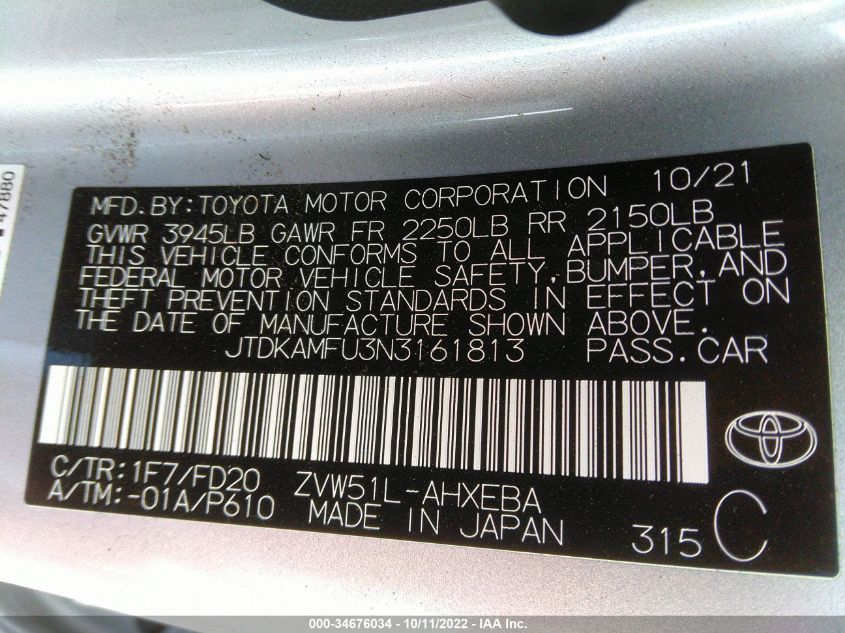 47880
MFD.BY:TOYOTA MOTOR CORPORATION 10/21
GVWR 3945LB GAWR FR 2250LB RR 2150LB
THIS VEHICLE CONFORMS TO ALL APPLICABLE
FEDERAL MOTOR VEHICLE SAFETY, BUMPER, AND
THEFT PREVENTION STANDARDS IN EFFECT ON
THE DATE OF MANUFACTURE SHOWN ABOVE.
JTDKAMFU3N3161813 PASS.CAR
C/TR:1F7/FD20 ZVW51L-AHXEBA
A/TM:-01A/P610 MADE IN JAPAN 315 C
000-34676034 - 10/11/2022 - IAA Inc.